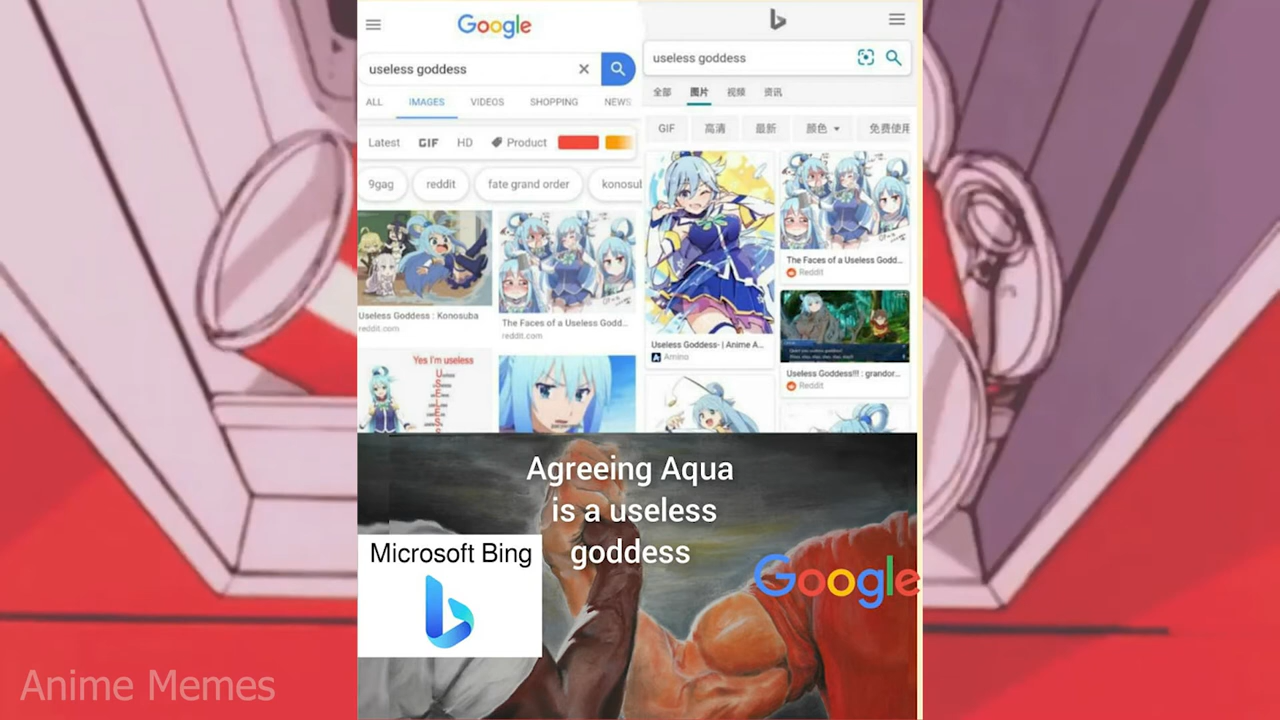 Google
useless goddess
ALL IMAGES VIDEOS SHOPPING NEWS
Latest GIF HD Product
9gag reddit fate grand order
Useless Goddess : Konosuba
reddit.com
The Faces of a Useless Godd...
reddit.com
Yes I'm useless
USELESS
useless goddess
全部 图片 视频 资讯
GIF 高清 最新 颜色 免费使用
Useless Goddess- | Anime A...
Amino
The Faces of a Useless Godd...
Reddit
Useless Goddess!!! : grandor...
Reddit
Agreeing Aqua
is a useless
goddess
Microsoft Bing
Google
Anime Memes